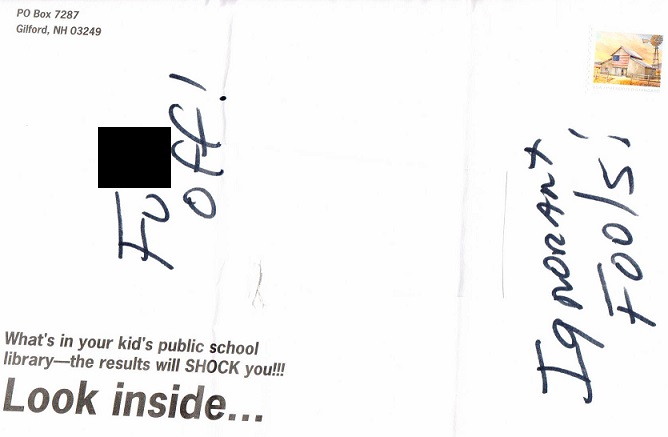 PO Box 7287
Gilford, NH 03249
Fu
Off!
Ignorant
Fools!
What's in your kid's public school
library—the results will SHOCK you!!!
Look inside...